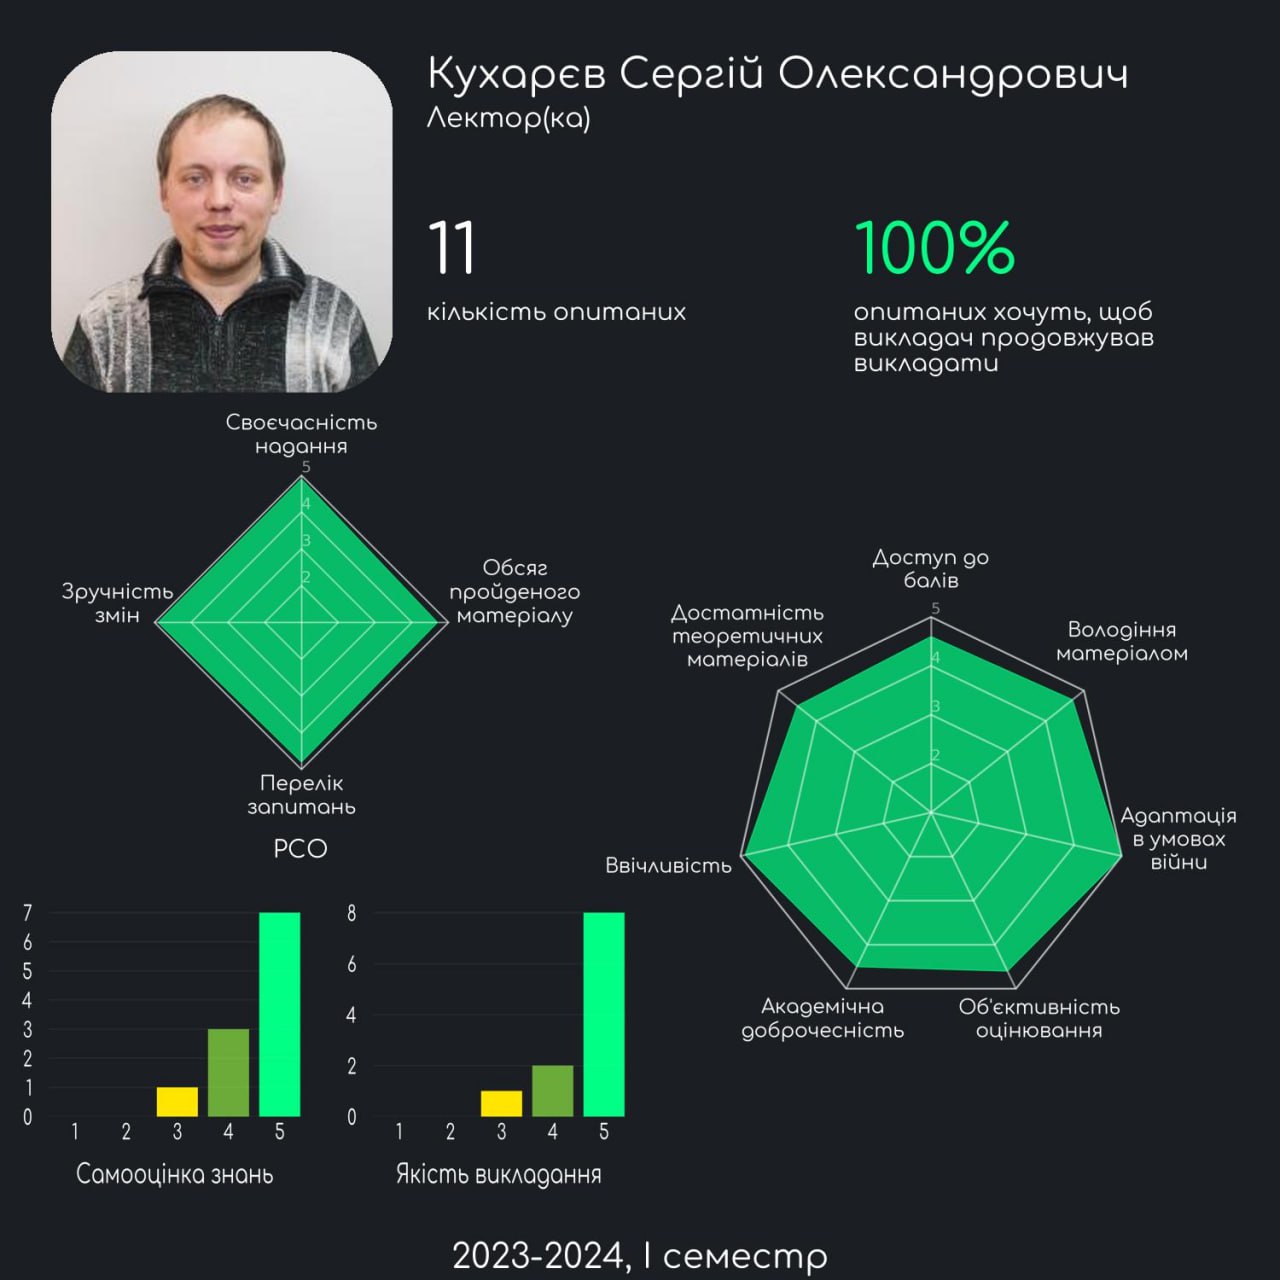 Кухарєв Сергій Олександрович
Лектор(ка)
11
кількість опитаних
100%
опитаних хочуть, щоб
викладач продовжував
викладати
Своєчасність
надання
5
4
3
2
Зручність
змін
Обсяг
пройденого
матеріалу
Перелік
запитань
РСО
Доступ до
балів
5
4
3
2
Достатність
теоретичних
матеріалів
Володіння
матеріалом
Ввічливість
Адаптація
в умовах
війни
Академічна
доброчесність
Об'єктивність
оцінювання
7
6
5
4
3
2
1
0
1 2 3 4 5
Самооцінка знань
8
6
4
2
0
1 2 3 4 5
Якість викладання
2023-2024, I семестр